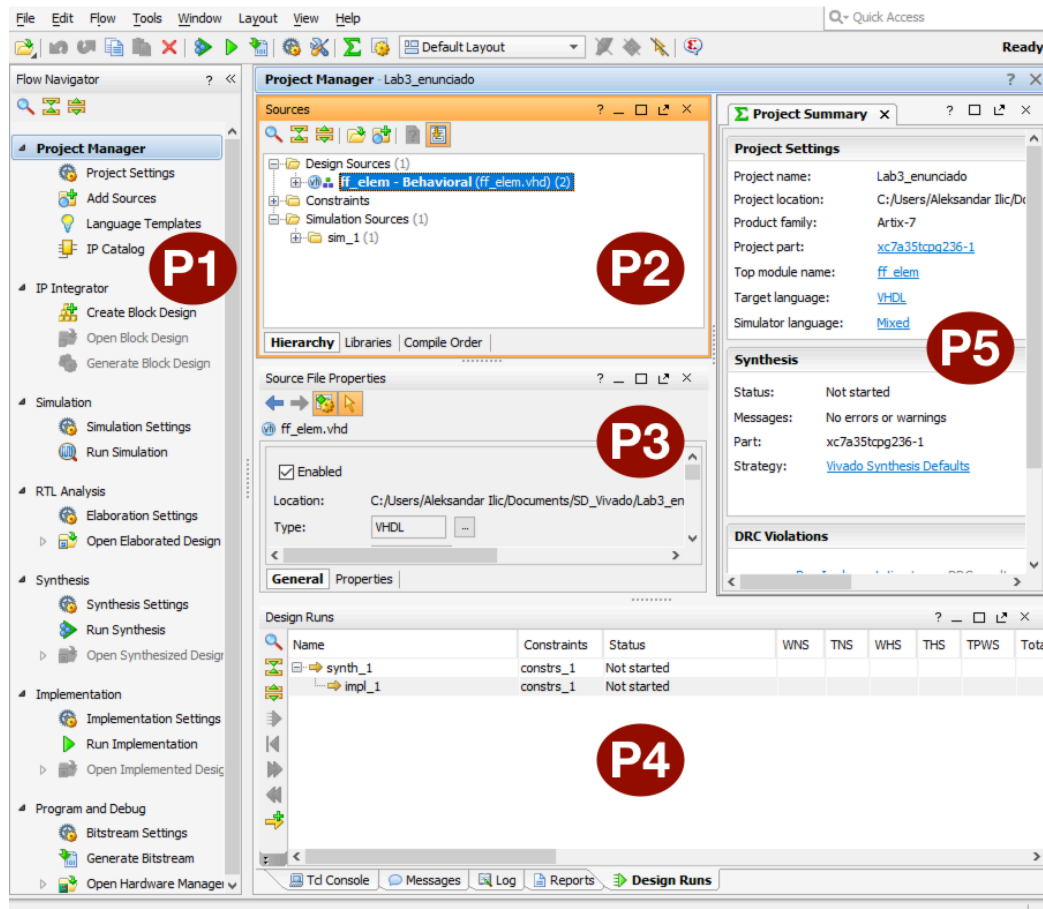 File Edit Flow Tools Window Layout View Help
Quick Access
Default Layout
Ready
Flow Navigator ? «
Project Manager
Project Settings
Add Sources
Language Templates
IP Catalog
P1
IP Integrator
Create Block Design
Open Block Design
Generate Block Design
Simulation
Simulation Settings
Run Simulation
RTL Analysis
Elaboration Settings
Open Elaborated Design
Synthesis
Synthesis Settings
Run Synthesis
Open Synthesized Desigr
Implementation
Implementation Settings
Run Implementation
Open Implemented Desig
Program and Debug
Bitstream Settings
Generate Bitstream
Open Hardware Manager
Project Manager - Lab3_enunciado ?
Sources ?
Design Sources (1)
ff_elem - Behavioral (ff_elem.vhd) (2)
Constraints
Simulation Sources (1)
sim_1 (1)
P2
Hierarchy Libraries Compile Order
Source File Properties ?
ff_elem.vhd
P3
Enabled
Location: C:/Users/Aleksandar Ilic/Documents/SD_Vivado/Lab3_en
Type: VHDL ...
General Properties
Project Summary ?
Project Settings
Project name: Lab3_enunciado
Project location: C:/Users/Aleksandar Ilic/Do
Product family: Artix-7
Project part: xc7a35tcpg236-1
Top module name: ff_elem
Target language: VHDL
Simulator language: Mixed
P5
Synthesis
Status: Not started
Messages: No errors or warnings
Part: xc7a35tcpg236-1
Strategy: Vivado Synthesis Defaults
DRC Violations
Design Runs ?
Name Constraints Status WNS TNS WHS THS TPWS Tota
synth_1 constrs_1 Not started
impl_1 constrs_1 Not started
P4
Tcl Console Messages Log Reports Design Runs